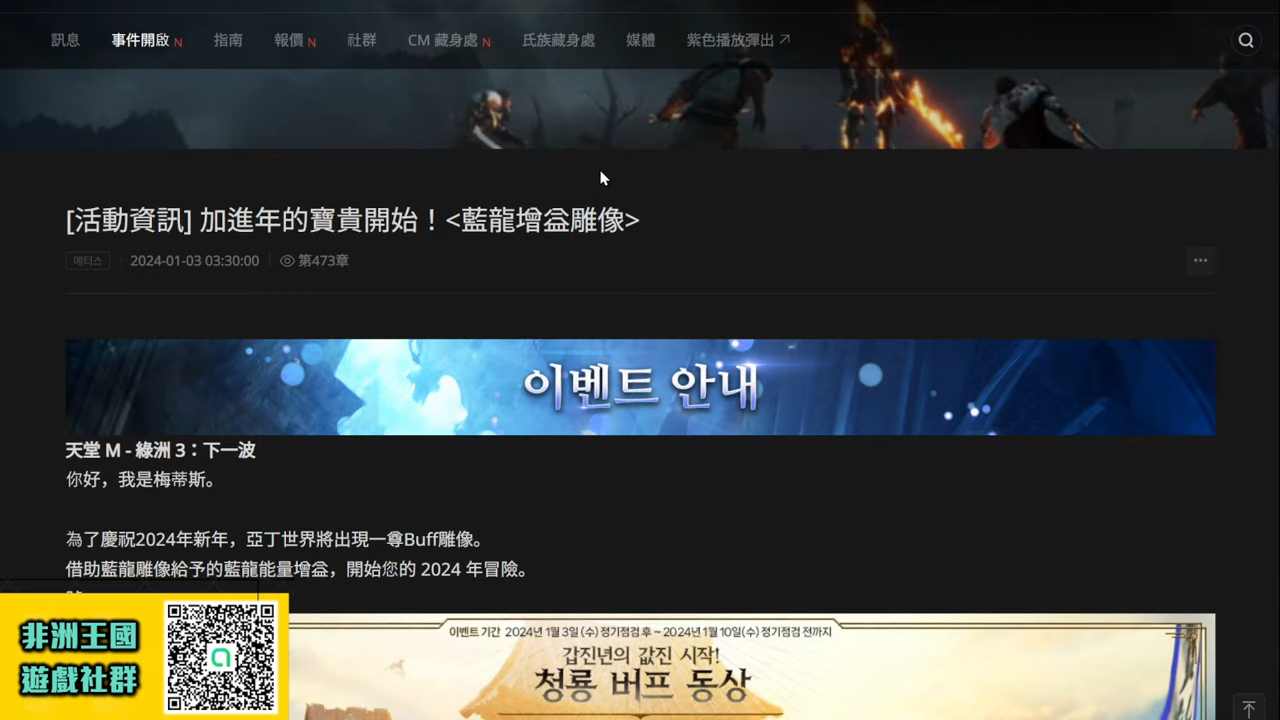 訊息 事件開啟 N 指南 報價 N 社群 CM 藏身處 N 氏族藏身處 媒體 紫色播放彈出
[活動資訊] 加進年的寶貴開始！<藍龍增益雕像>
메티스 2024-01-03 03:30:00 第473章
이벤트 안내
天堂 M - 綠洲 3：下一波
你好，我是梅蒂斯。
為了慶祝2024年新年，亞丁世界將出現一尊Buff雕像。
借助藍龍雕像給予的藍龍能量增益，開始您的 2024 年冒險。
이벤트 기간 2024년 1월 3일(수) 정기점검 후 ~ 2024년 1월 10일(수) 정기점검 전까지
갑진년의 값진 시작!
청룡 버프 동상
非洲王國
遊戲社群